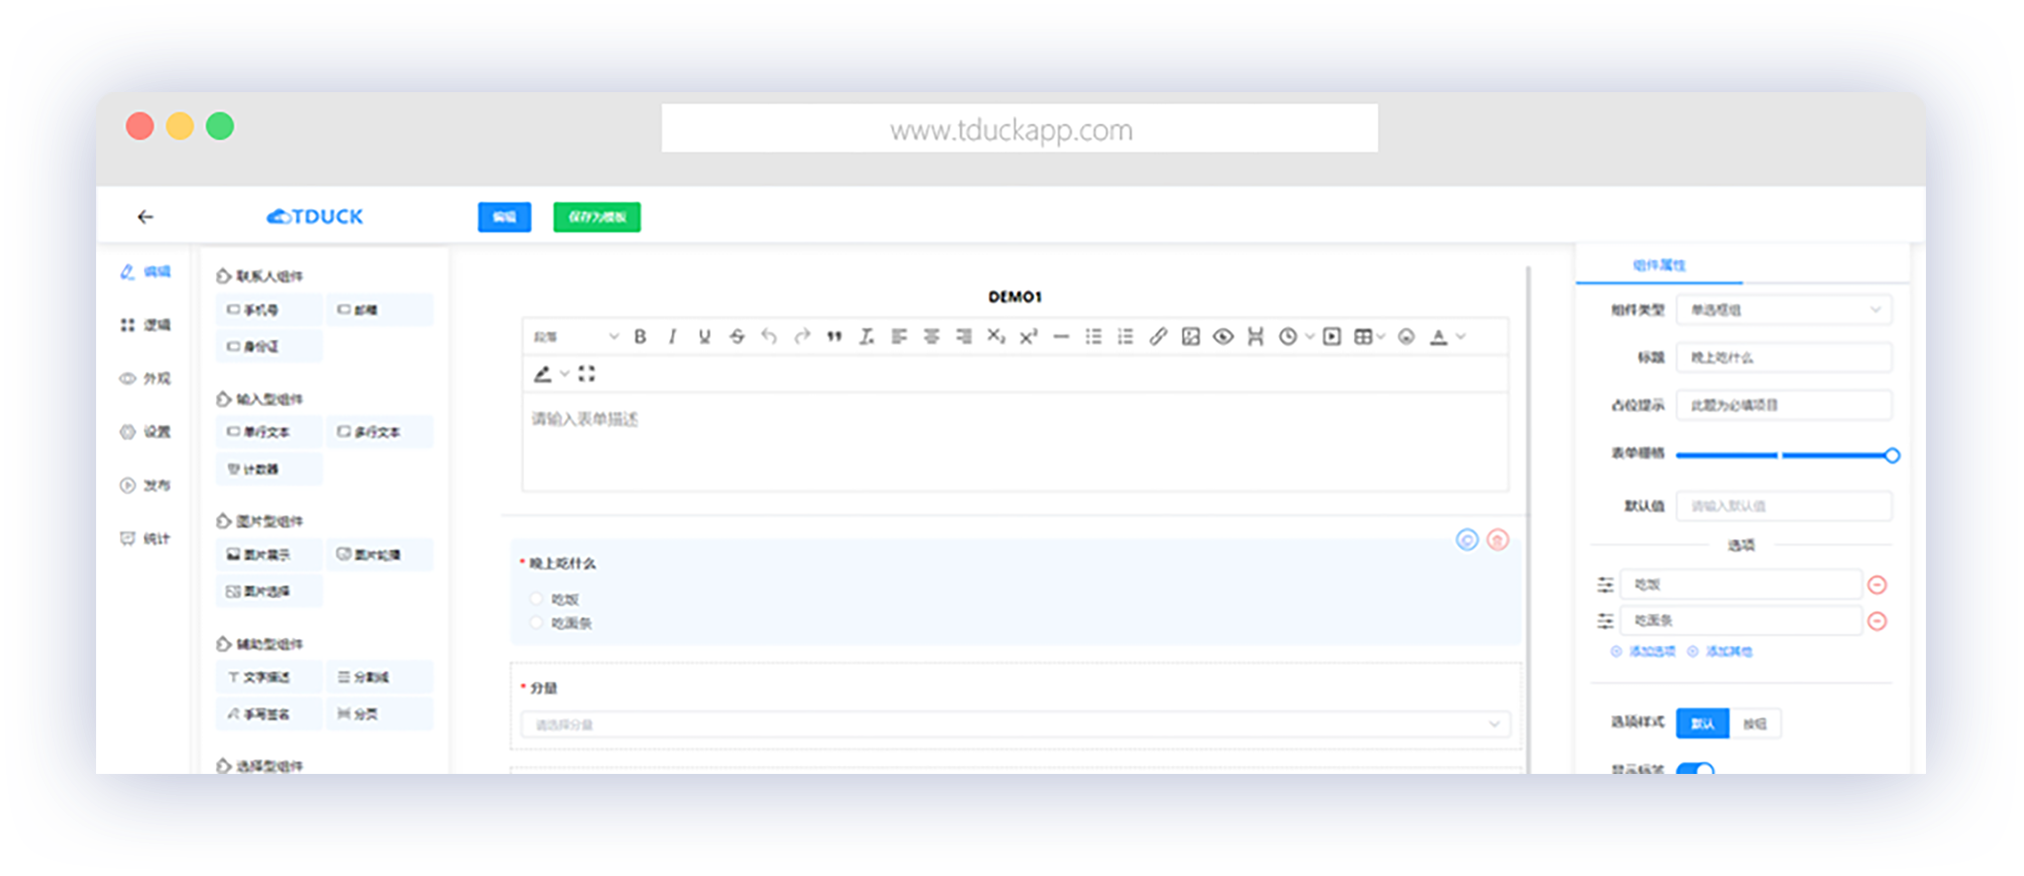 www.tduckapp.com
TDUCK
编辑
保存为模板
编辑
逻辑
外观
设置
发布
统计
联系人组件
手机号
邮箱
身份证
输入型组件
单行文本
多行文本
计数器
图片型组件
图片展示
图片轮播
图片选择
辅助型组件
文字描述
分割线
手写签名
分页
选择型组件
DEMO1
段落
请输入表单描述
* 晚上吃什么
吃饭
吃面条
* 分量
请选择分量
组件属性
组件类型
单选框组
标题
晚上吃什么
占位提示
此题为必填项目
表单栅格
默认值
请输入默认值
选项
吃饭
吃面条
添加选项
添加其他
选项样式
默认
按钮
显示标签